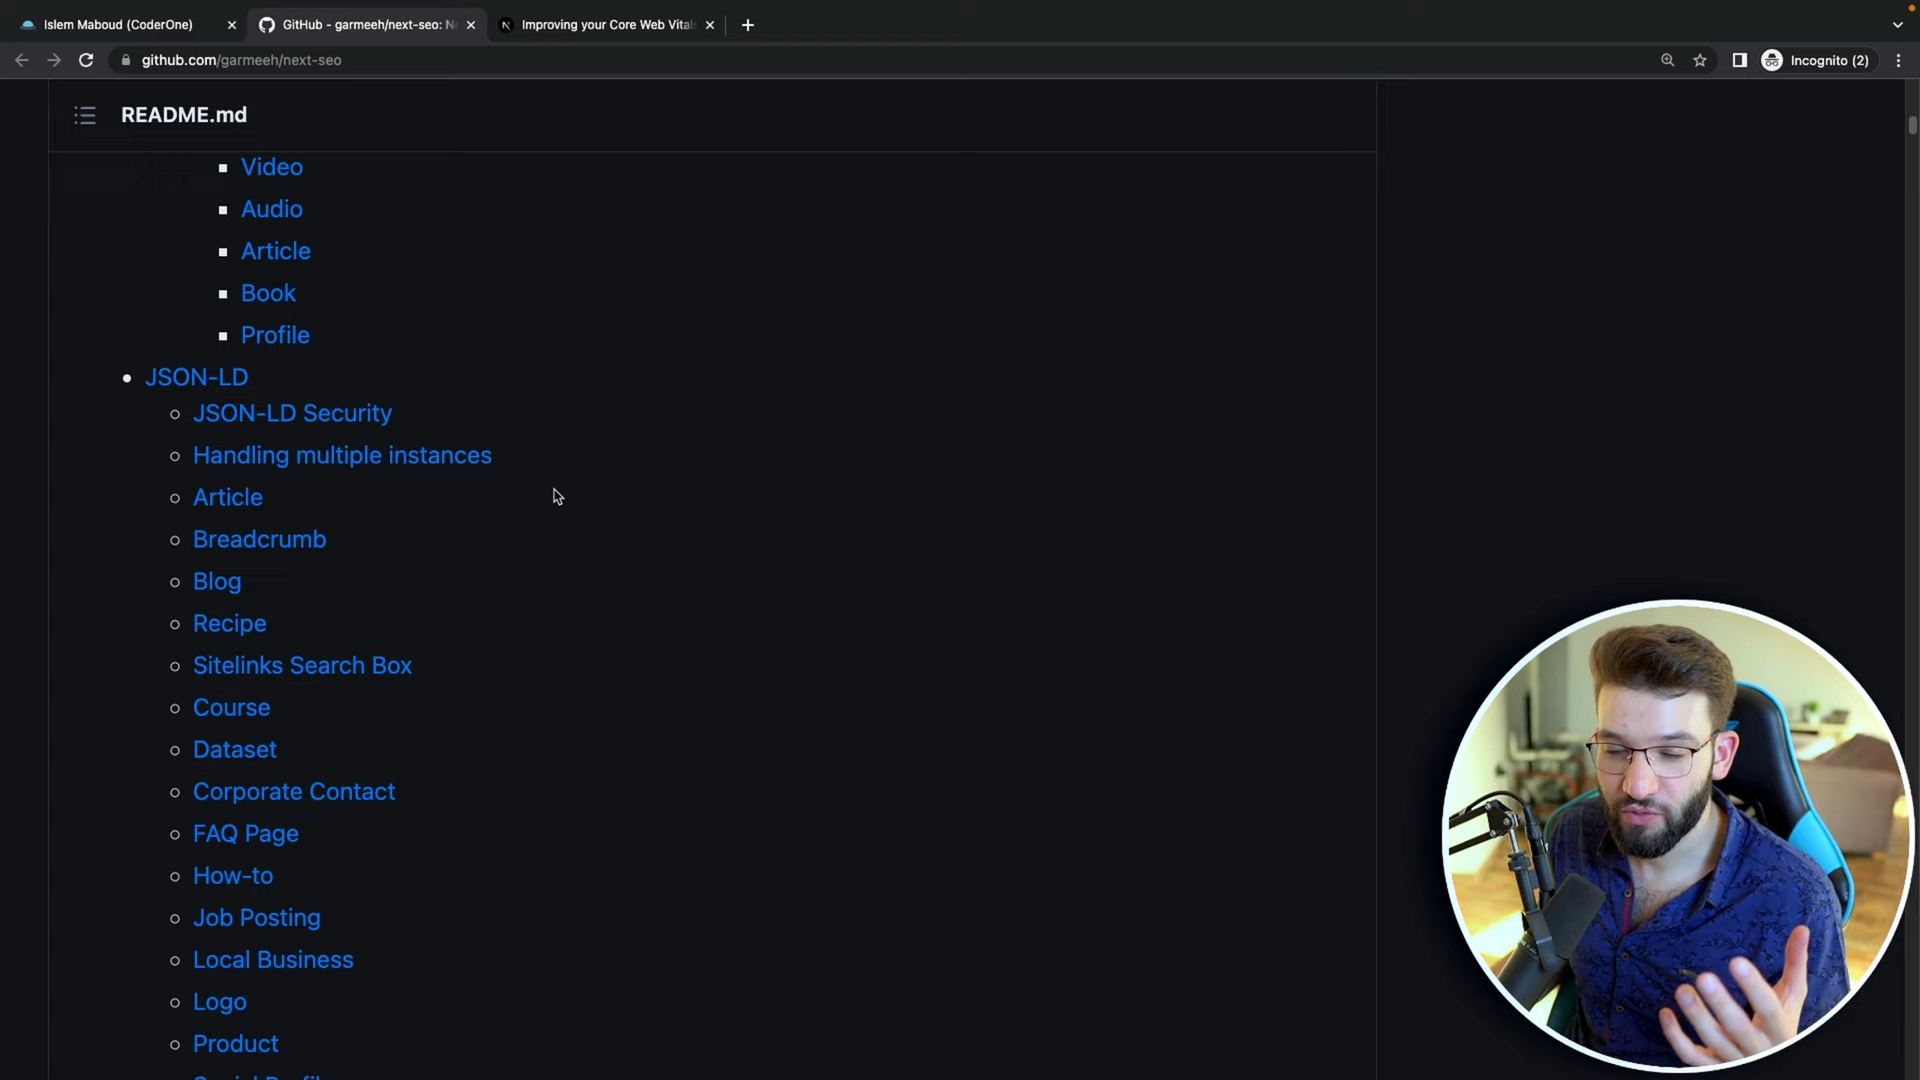 Islem Maboud (CoderOne)
GitHub - garmeeh/next-seo: N
Improving your Core Web Vital
github.com/garmeeh/next-seo
Incognito (2)
README.md
Video
Audio
Article
Book
Profile
JSON-LD
JSON-LD Security
Handling multiple instances
Article
Breadcrumb
Blog
Recipe
Sitelinks Search Box
Course
Dataset
Corporate Contact
FAQ Page
How-to
Job Posting
Local Business
Logo
Product